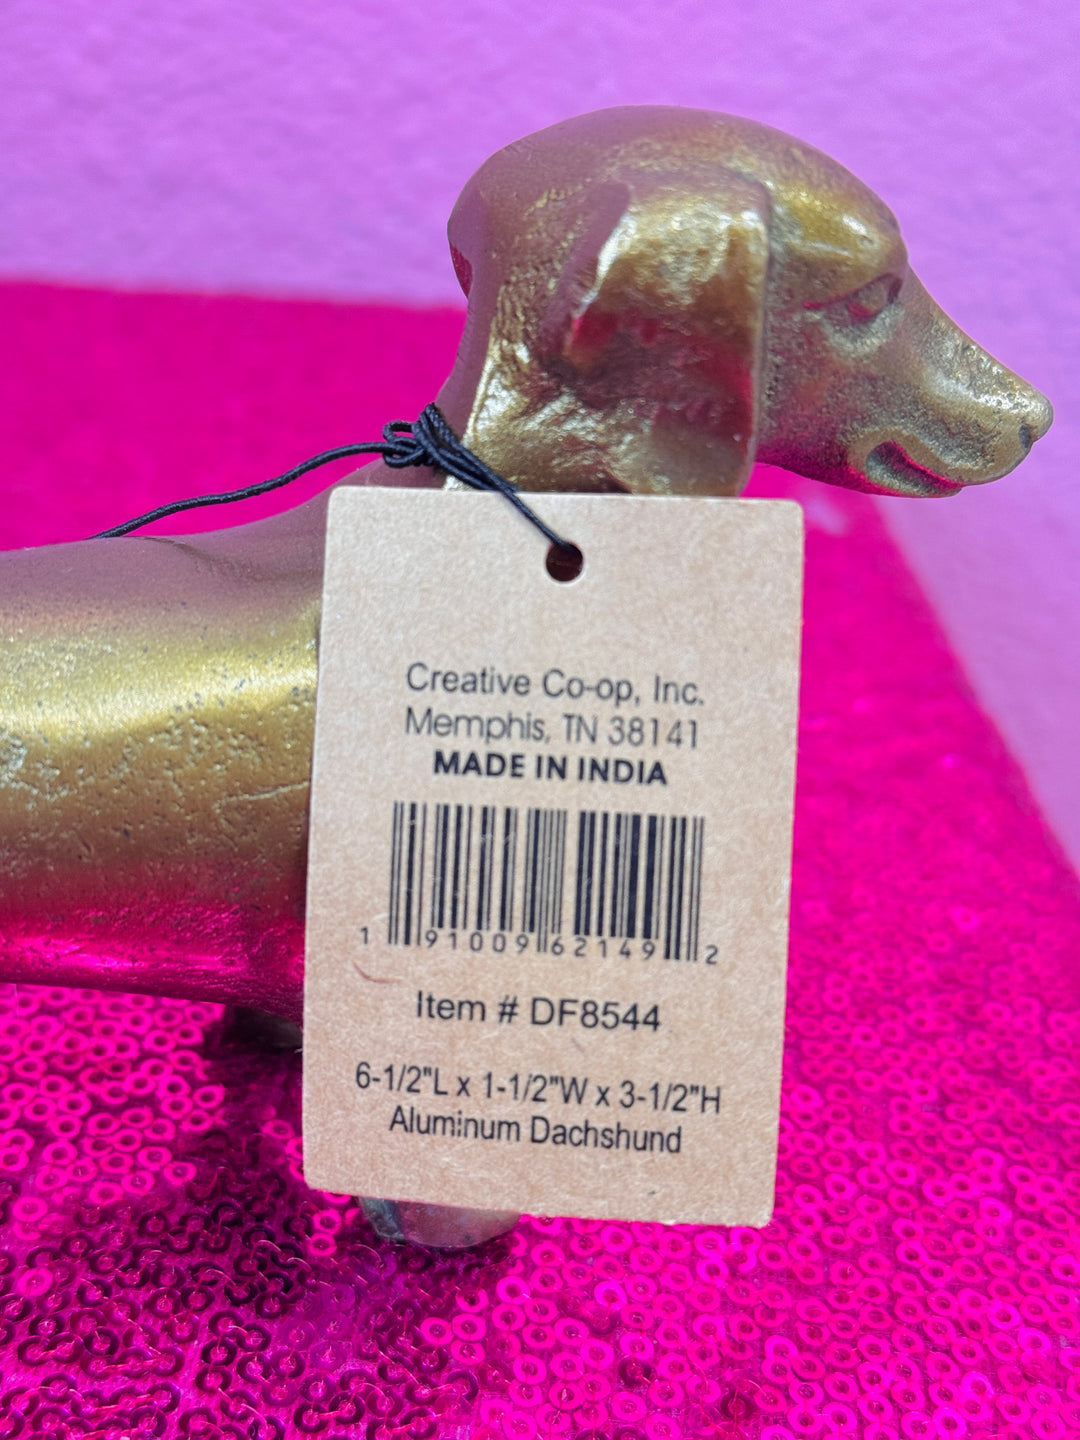 Creative Co-op, Inc.
Memphis, TN 38141
MADE IN INDIA
1 91009 62149 2
Item # DF8544
6-1/2"L x 1-1/2"W x 3-1/2"H
Aluminum Dachshund